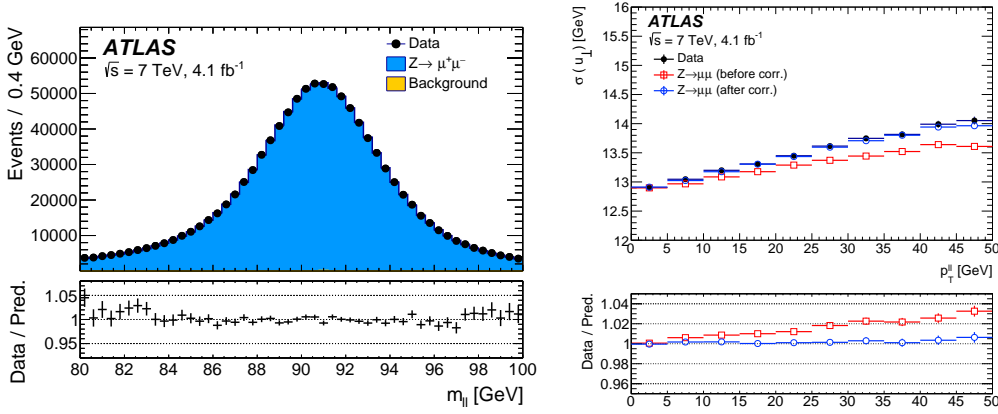 ATLAS
√s = 7 TeV, 4.1 fb⁻¹
Data
Z→ μ⁺μ⁻
Background
Events / 0.4 GeV
60000
50000
40000
30000
20000
10000
Data / Pred.
1.05
1
0.95
80 82 84 86 88 90 92 94 96 98 100
m_ll [GeV]
ATLAS
√s = 7 TeV, 4.1 fb⁻¹
Data
Z→μμ (before corr.)
Z→μμ (after corr.)
σ ( u_⊥) [GeV]
16
15.5
15
14.5
14
13.5
13
12.5
12
0 5 10 15 20 25 30 35 40 45 50
p_T^ll [GeV]
Data / Pred.
1.04
1.02
1.00
0.98
0.96
0 5 10 15 20 25 30 35 40 45 50